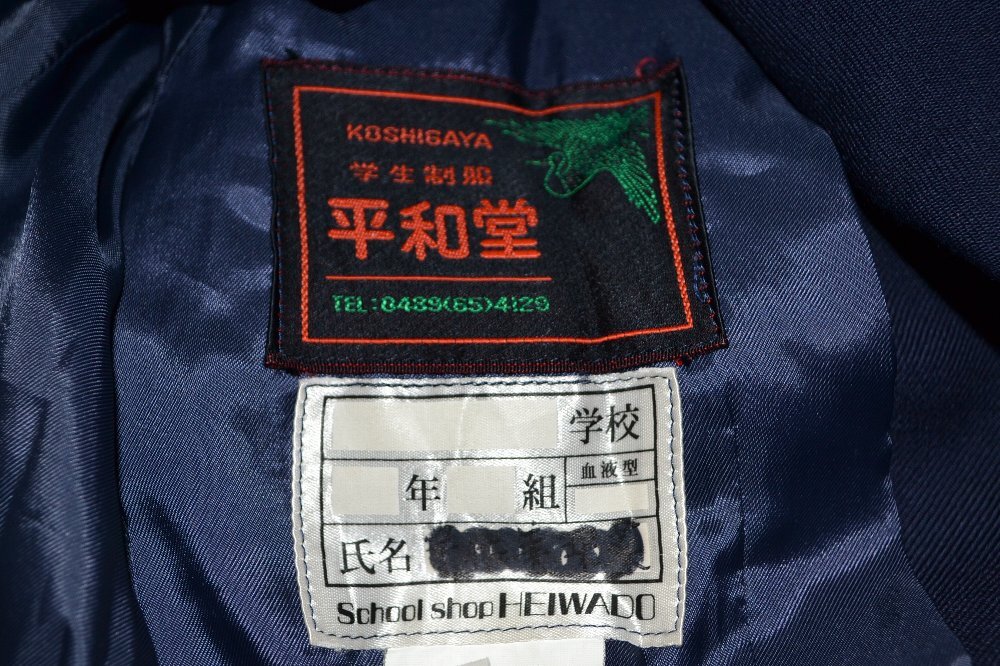 KOSHIGAYA
学生制服
平和堂
TEL:0489(65)4129
学校
年 組 血液型
氏名
School shop HEIWADO